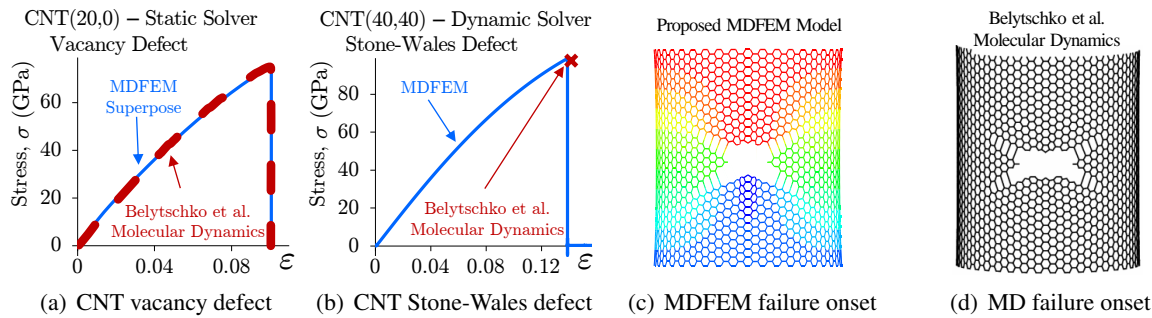 CNT(20,0) – Static Solver
Vacancy Defect
Stress, σ (GPa)
60
40
20
0
MDFEM
Superpose
Belytschko et al.
Molecular Dynamics
0
0.04
0.08
ε
(a) CNT vacancy defect
CNT(40,40) – Dynamic Solver
Stone-Wales Defect
Stress, σ (GPa)
80
60
40
20
0
MDFEM
Belytschko et al.
Molecular Dynamics
0
0.04
0.08
0.12
ε
(b) CNT Stone-Wales defect
Proposed MDFEM Model
(c) MDFEM failure onset
Belytschko et al.
Molecular Dynamics
(d) MD failure onset